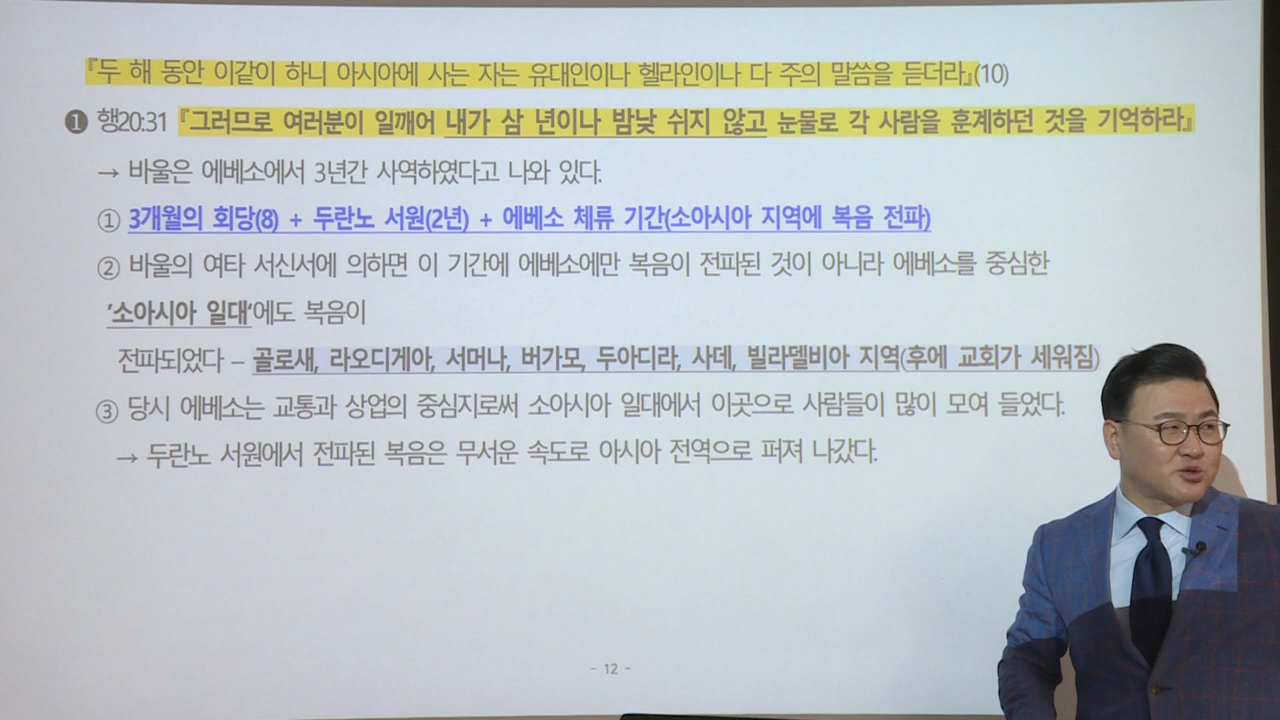 『두 해 동안 이같이 하니 아시아에 사는 자는 유대인이나 헬라인이나 다 주의 말씀을 듣더라』(10)
❶ 행20:31 『그러므로 여러분이 일깨어 내가 삼 년이나 밤낮 쉬지 않고 눈물로 각 사람을 훈계하던 것을 기억하라』
→ 바울은 에베소에서 3년간 사역하였다고 나와 있다.
① 3개월의 회당(8) + 두란노 서원(2년) + 에베소 체류 기간(소아시아 지역에 복음 전파)
② 바울의 여타 서신서에 의하면 이 기간에 에베소에만 복음이 전파된 것이 아니라 에베소를 중심한
'소아시아 일대'에도 복음이
전파되었다 – 골로새, 라오디게아, 서머나, 버가모, 두아디라, 사데, 빌라델비아 지역(후에 교회가 세워짐)
③ 당시 에베소는 교통과 상업의 중심지로써 소아시아 일대에서 이곳으로 사람들이 많이 모여 들었다.
→ 두란노 서원에서 전파된 복음은 무서운 속도로 아시아 전역으로 퍼져 나갔다.
- 12 -